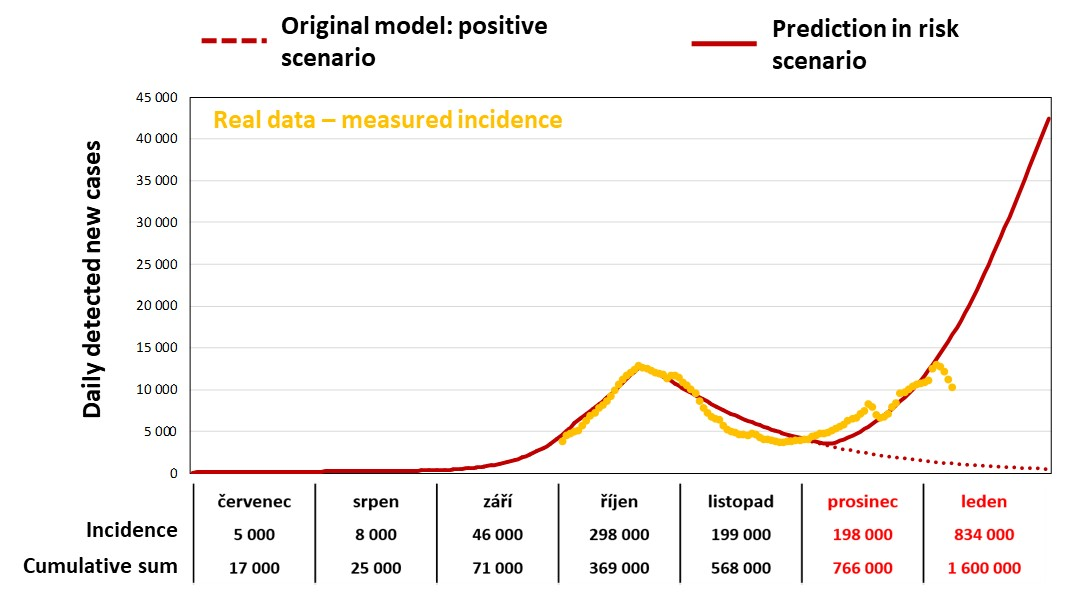 Original model: positive
scenario
Prediction in risk
scenario
Real data – measured incidence
Daily detected new cases
45 000
40 000
35 000
30 000
25 000
20 000
15 000
10 000
5 000
0
červenec srpen září říjen listopad prosinec leden
Incidence 5 000 8 000 46 000 298 000 199 000 198 000 834 000
Cumulative sum 17 000 25 000 71 000 369 000 568 000 766 000 1 600 000